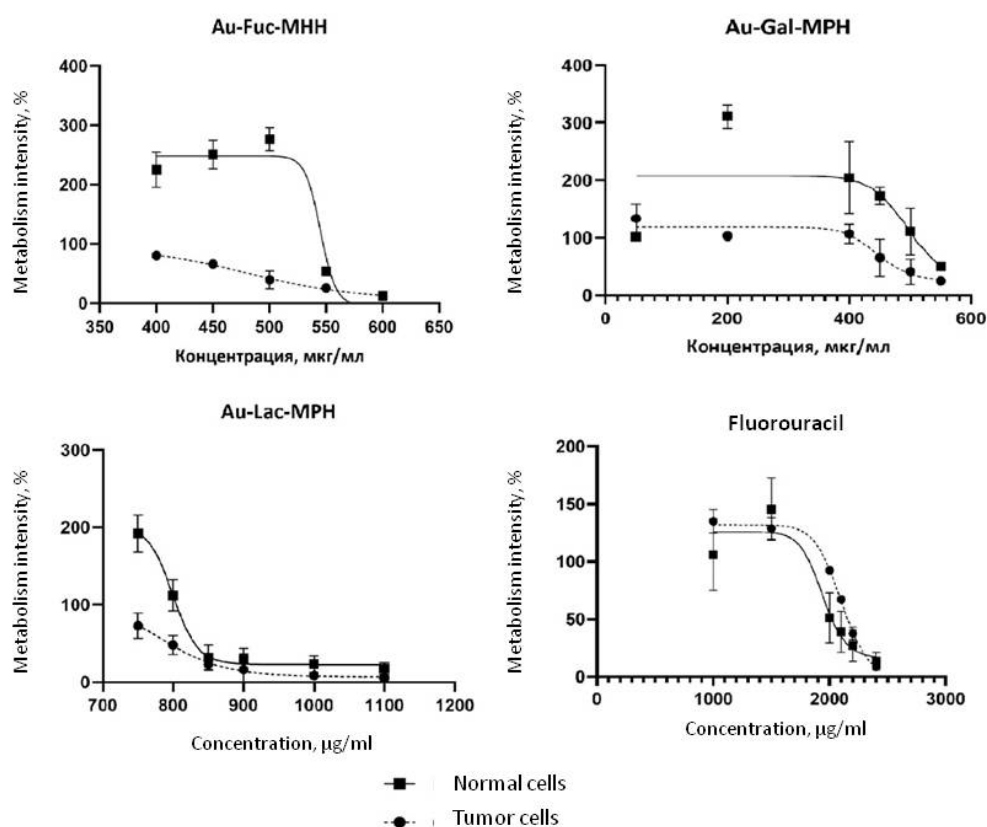 Au-Fuc-MHH
Metabolism intensity, %
400
300
200
100
0
350 400 450 500 550 600 650
Концентрация, мкг/мл
Au-Gal-MPH
Metabolism intensity, %
400
300
200
100
0
0 200 400 600
Концентрация, мкг/мл
Au-Lac-MPH
Metabolism intensity, %
300
200
100
0
700 800 900 1000 1100 1200
Concentration, µg/ml
Fluorouracil
Metabolism intensity, %
200
150
100
50
0
0 1000 2000 3000
Concentration, µg/ml
Normal cells
Tumor cells